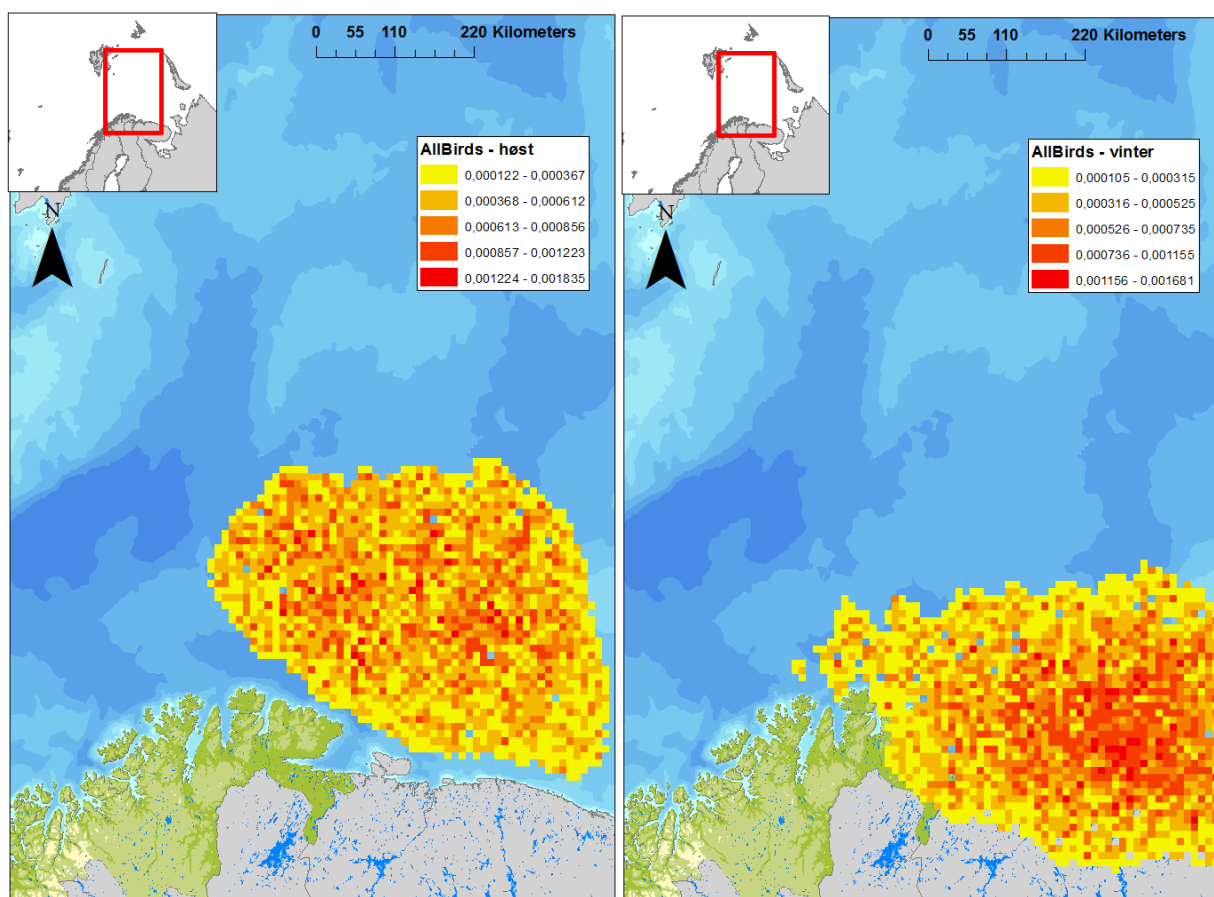 0 55 110 220 Kilometers
AllBirds - høst
0,000122 - 0,000367
0,000368 - 0,000612
0,000613 - 0,000856
0,000857 - 0,001223
0,001224 - 0,001835
N
0 55 110 220 Kilometers
AllBirds - vinter
0,000105 - 0,000315
0,000316 - 0,000525
0,000526 - 0,000735
0,000736 - 0,001155
0,001156 - 0,001681
N